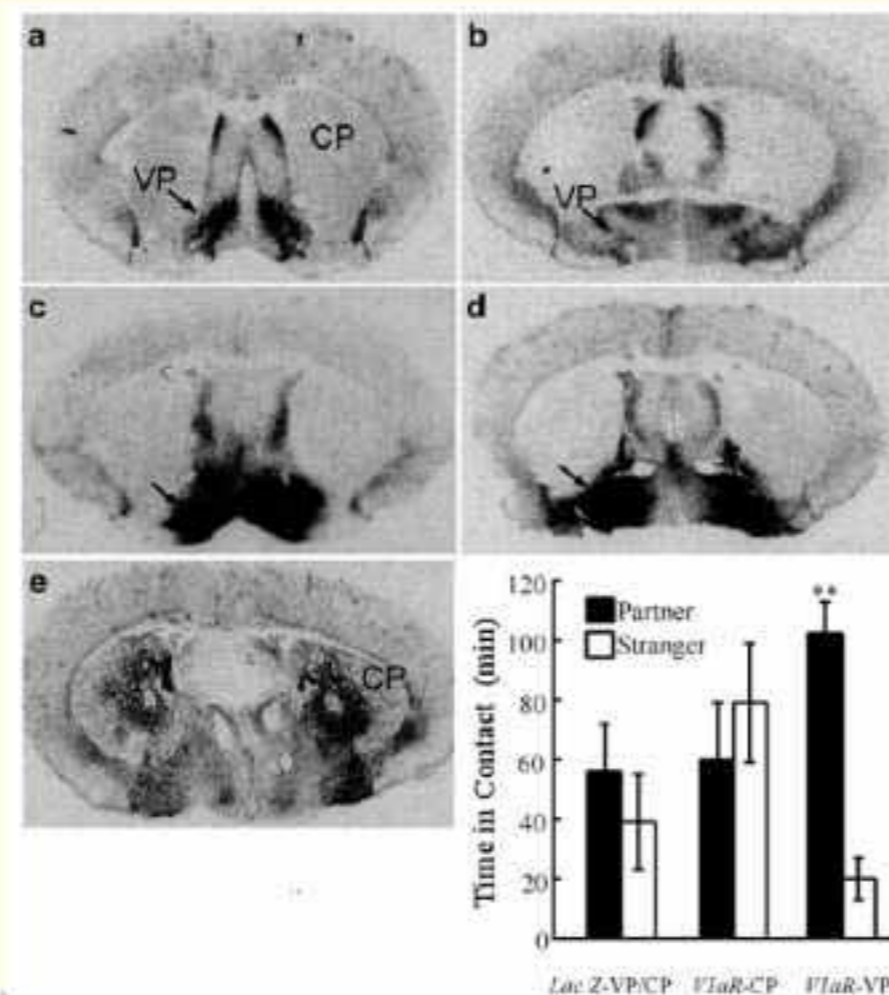 a
CP
VP
b
VP
c
d
e
CP
120
100
80
60
40
20
0
Time in Contact (min)
Partner
Stranger
**
Lac Z-VP/CP V1aR-CP V1aR-VP